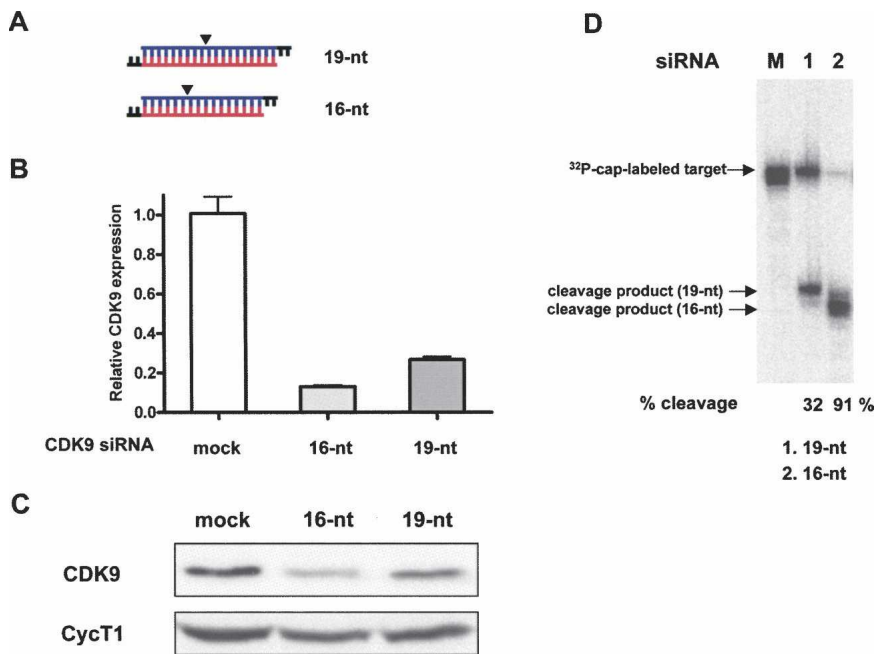 A
19-nt
16-nt
B
Relative CDK9 expression
1.0
0.8
0.6
0.4
0.2
0.0
CDK9 siRNA mock 16-nt 19-nt
C
mock 16-nt 19-nt
CDK9
CycT1
D
siRNA M 1 2
32P-cap-labeled target
cleavage product (19-nt)
cleavage product (16-nt)
% cleavage 32 91 %
1. 19-nt
2. 16-nt